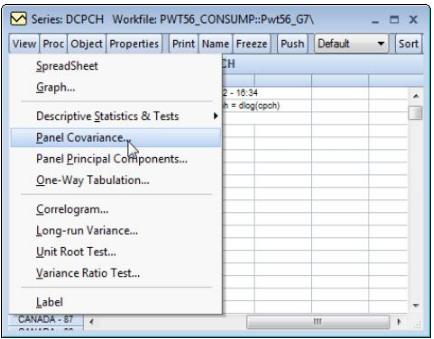 Series: DCPCH Workfile: PWT56_CONSUMP::Pwt56_G7\
View Proc Object Properties Print Name Freeze Push Default Sort
SpreadSheet
Graph...
Descriptive Statistics & Tests
Panel Covariance...
Panel Principal Components...
One-Way Tabulation...
Correlogram...
Long-run Variance...
Unit Root Test...
Variance Ratio Test...
Label
CH
2 - 16:34
h = dlog(cpch)
CANADA - 87